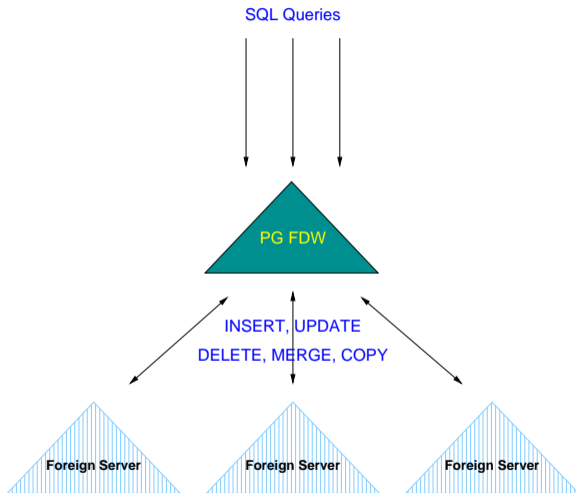 SQL Queries
PG FDW
INSERT, UPDATE
DELETE, MERGE, COPY
Foreign Server
Foreign Server
Foreign Server